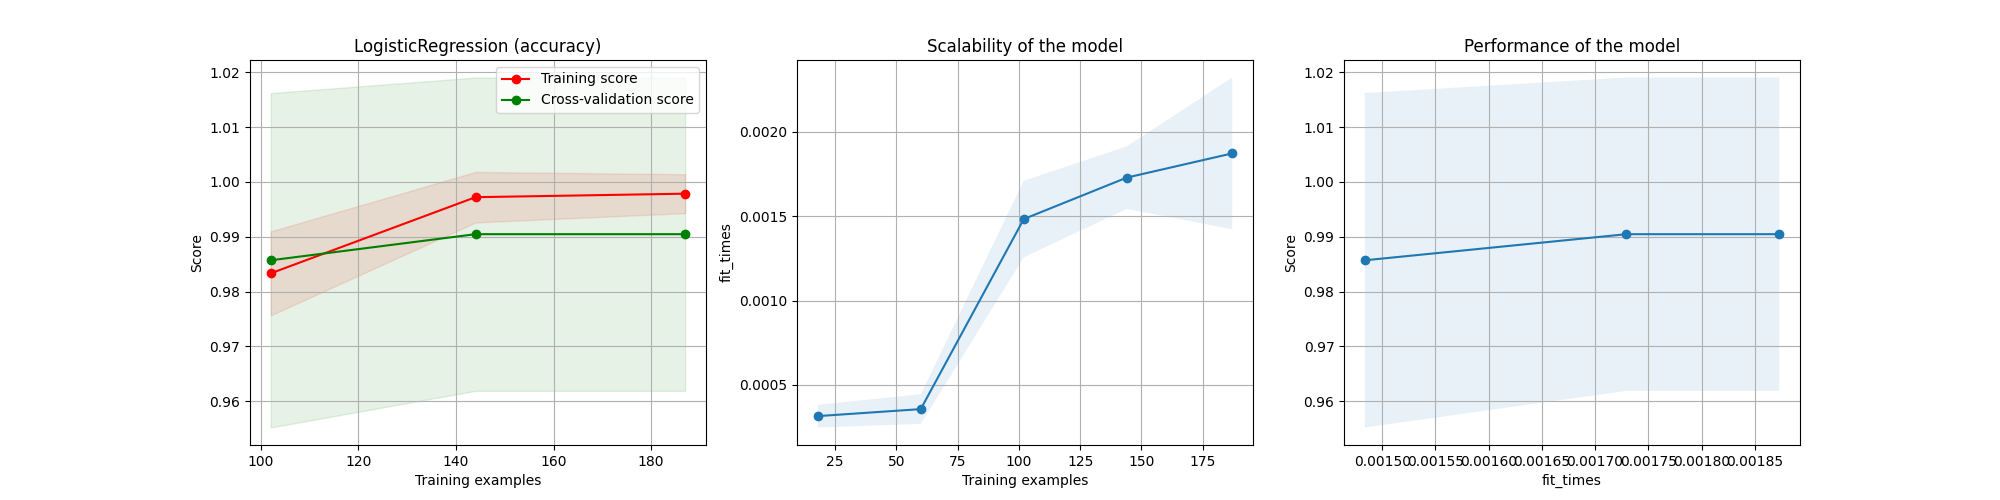 LogisticRegression (accuracy)
Training score
Cross-validation score
Score
1.02
1.01
1.00
0.99
0.98
0.97
0.96
100 120 140 160 180
Training examples
Scalability of the model
fit_times
0.0020
0.0015
0.0010
0.0005
25 50 75 100 125 150 175
Training examples
Performance of the model
Score
1.02
1.01
1.00
0.99
0.98
0.97
0.96
0.00150 0.00155 0.00160 0.00165 0.00170 0.00175 0.00180 0.00185
fit_times